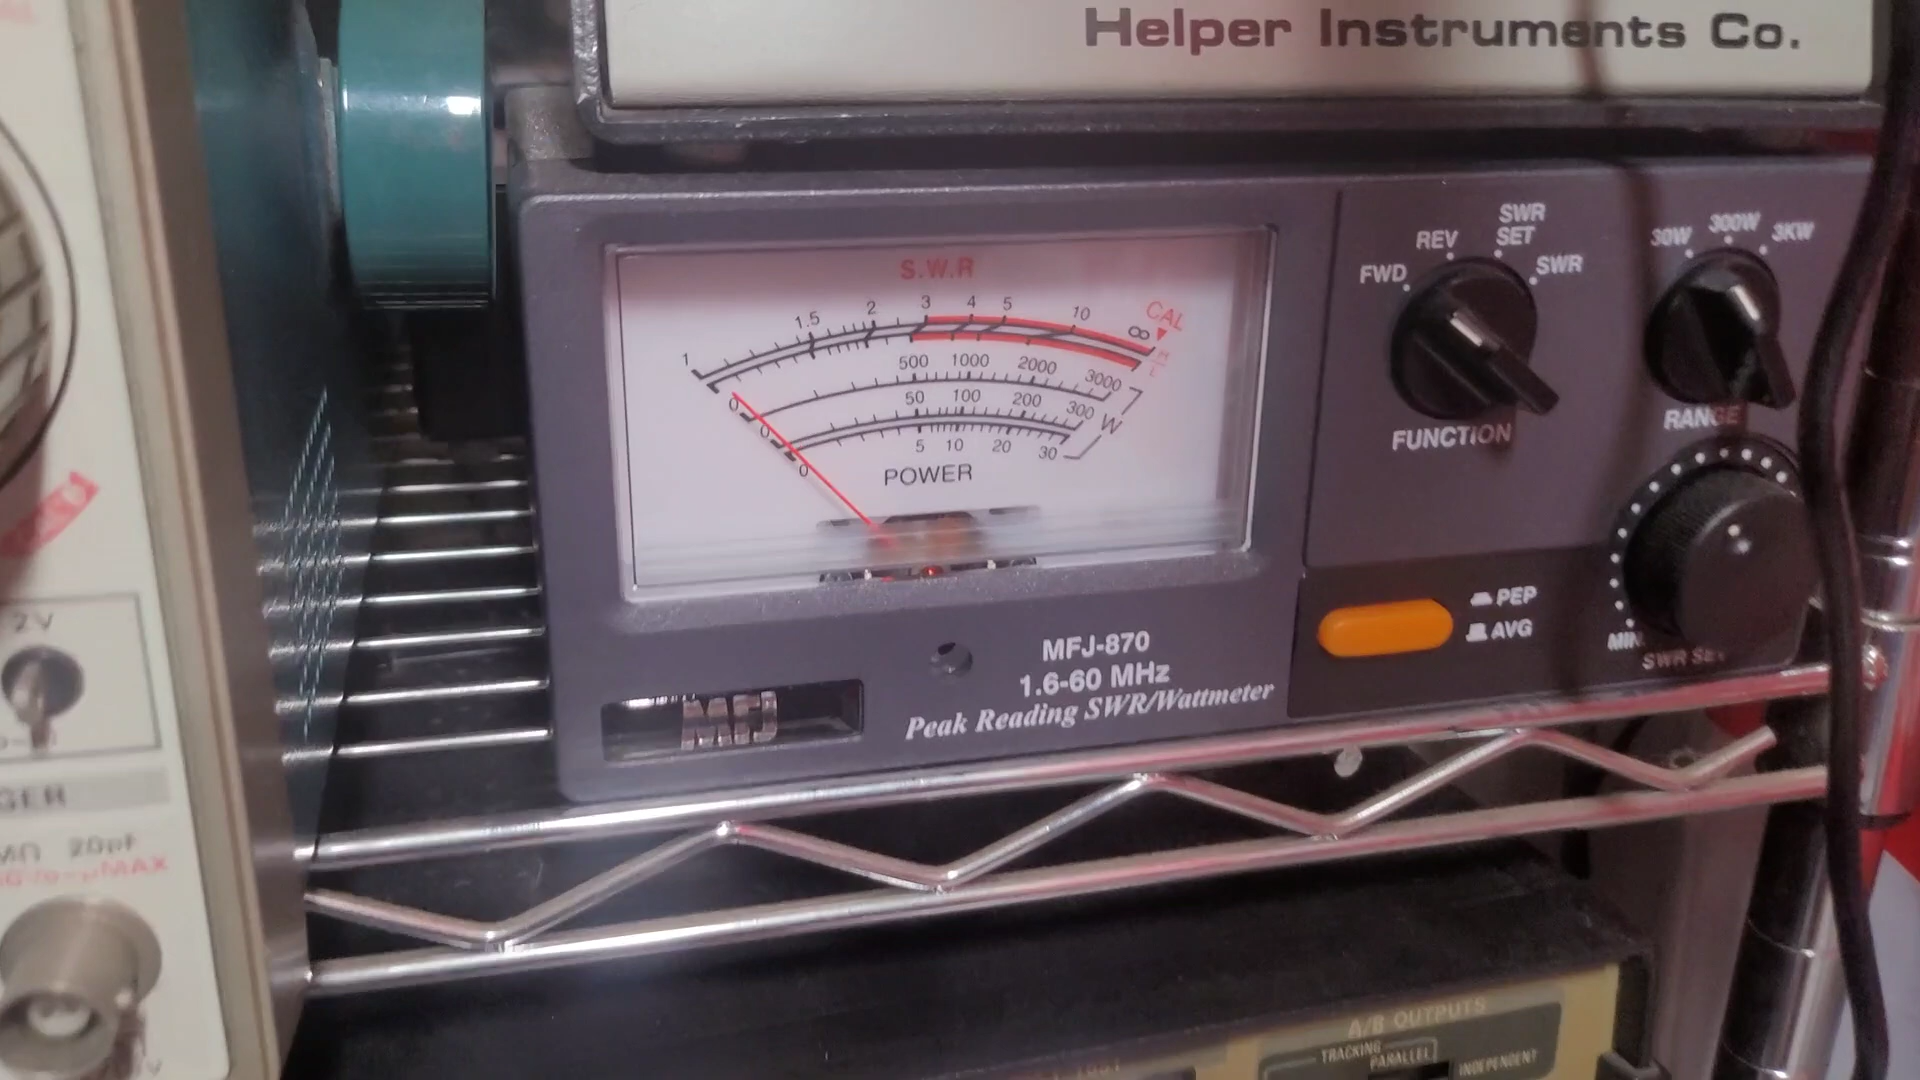 Helper Instruments Co.
S.W.R
1 1.5 2 3 4 5 10 ∞ CAL
H
L
0 500 1000 2000 3000
0 50 100 200 300 W
0 5 10 20 30
POWER
MFJ-870
1.6-60 MHz
Peak Reading SWR/Wattmeter
MFJ
FWD REV SWR SET SWR
FUNCTION
30W 300W 3KW
RANGE
PEP
AVG
MIN
SWR SET
2V
GER
MΩ 20pf
MAX
A/B OUTPUTS
TRACKING
PARALLEL
INDEPENDENT